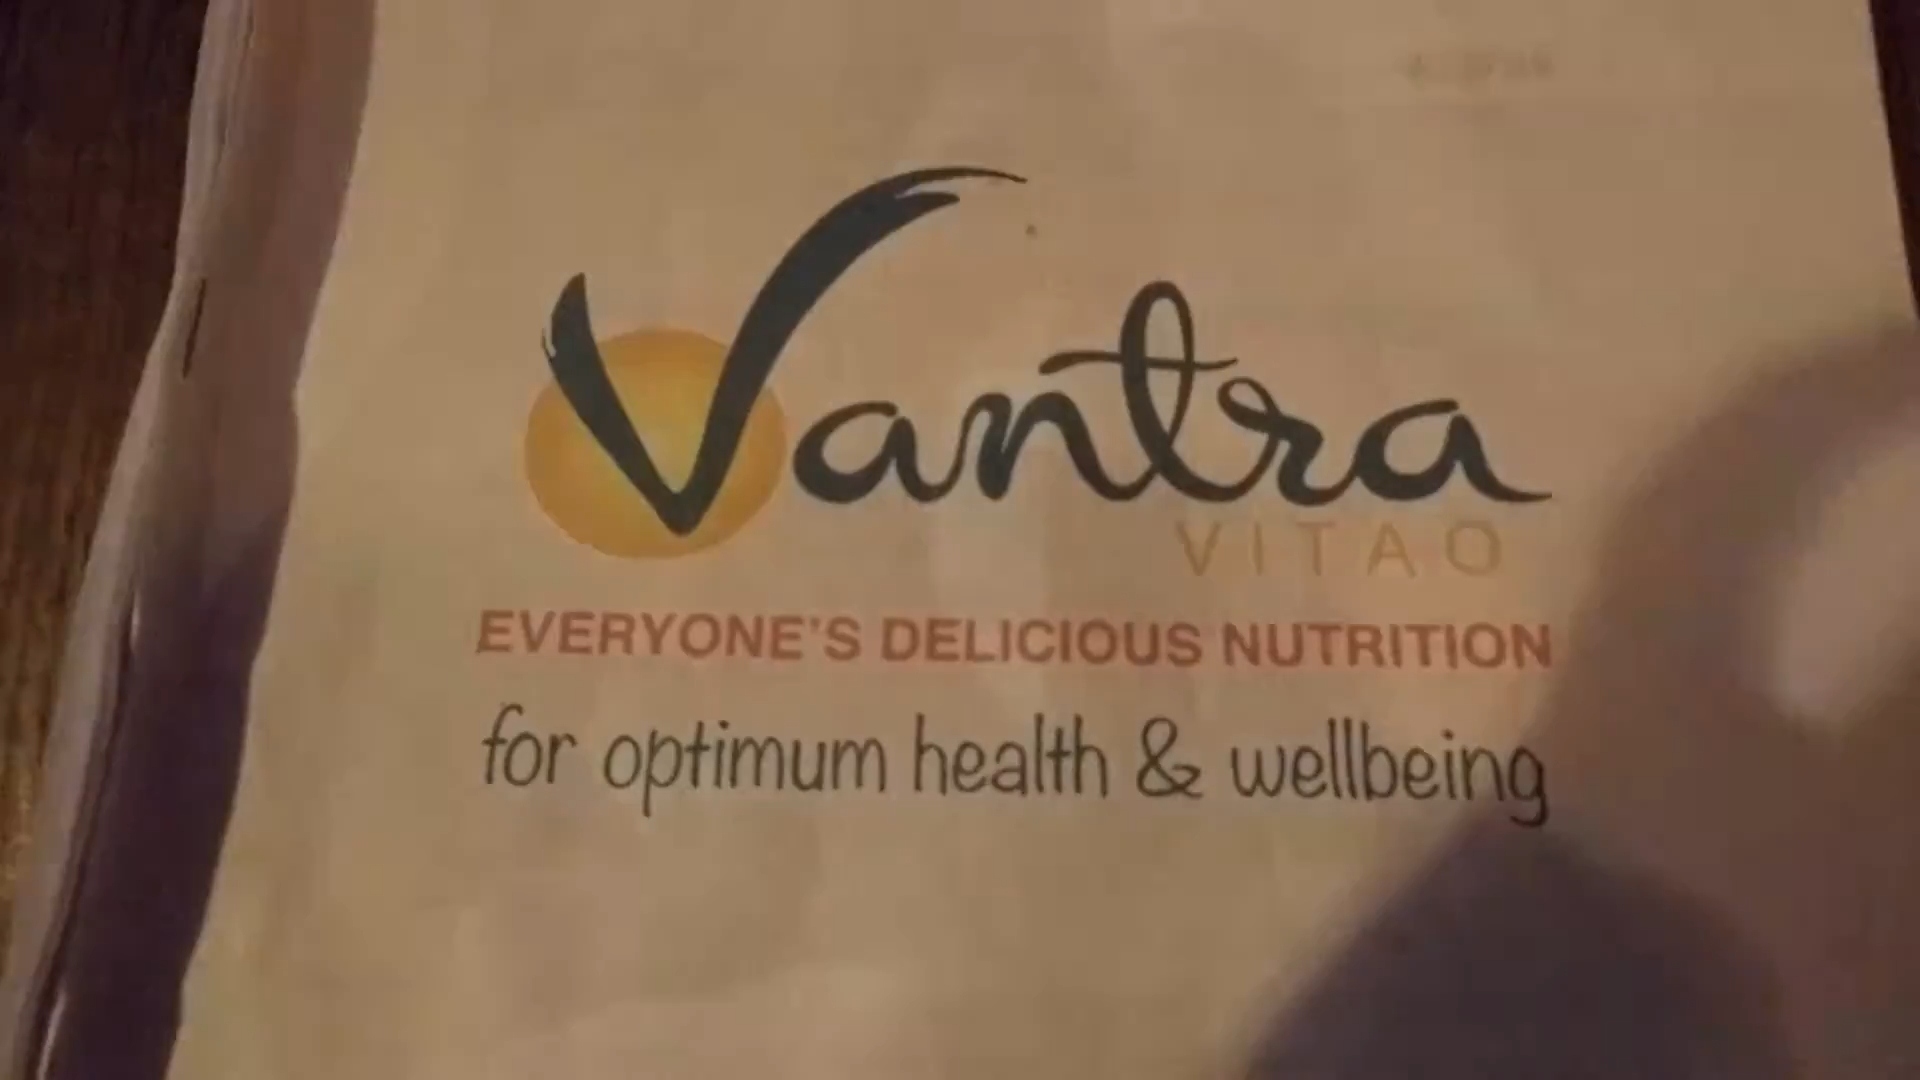 Vantra
VITAO
EVERYONE'S DELICIOUS NUTRITION
for optimum health & wellbeing